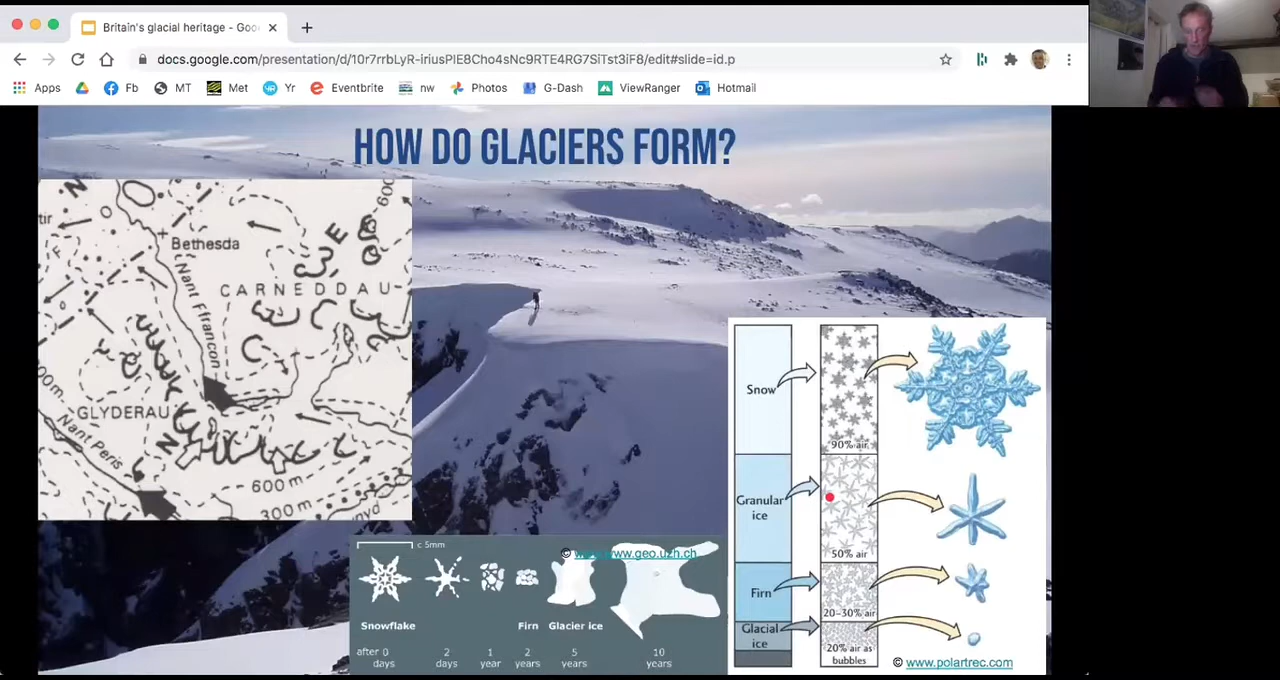 Britain's glacial heritage - Goo
docs.google.com/presentation/d/10r7rrbLyR-iriusPIE8Cho4sNc9RTE4RG7SiTst3iF8/edit#slide=id.p
Apps Fb MT Met Yr Eventbrite nw Photos G-Dash ViewRanger Hotmail
HOW DO GLACIERS FORM?
Bethesda
Nant Ffrancon
CARNEDDAU
GLYDERAU
Nant Peris
600m
300m
Snow
90% air
Granular
ice
50% air
Firn
20-30% air
Glacial
ice
20% air as
bubbles
© www.polartrec.com
c 5mm
© www.geo.uzh.ch
Snowflake Firn Glacier ice
after 0 2 1 2 5 10
days days year years years years